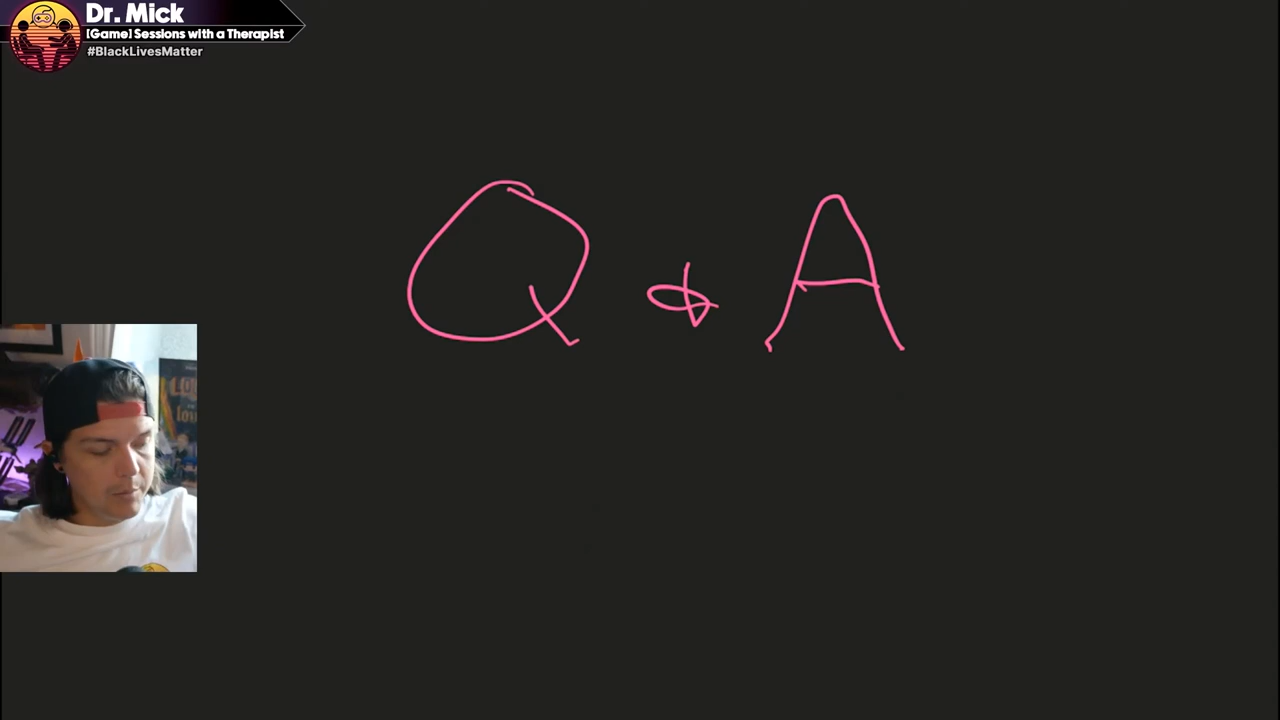 Dr. Mick
[Game] Sessions with a Therapist
#BlackLivesMatter
Q & A